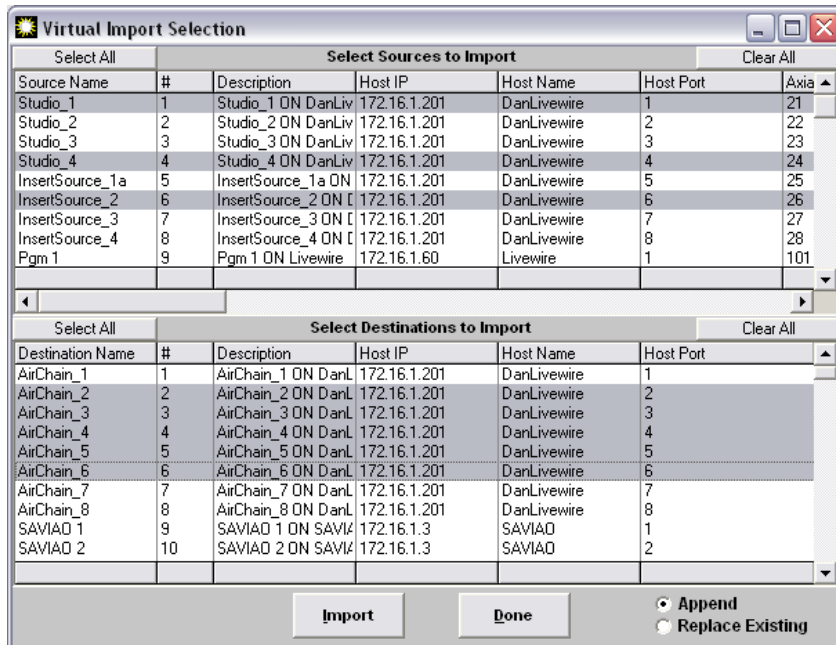 Virtual Import Selection
Select All Select Sources to Import Clear All
Source Name # Description Host IP Host Name Host Port Axia
Studio_1 1 Studio_1 ON DanLiv 172.16.1.201 DanLivewire 1 21
Studio_2 2 Studio_2 ON DanLiv 172.16.1.201 DanLivewire 2 22
Studio_3 3 Studio_3 ON DanLiv 172.16.1.201 DanLivewire 3 23
Studio_4 4 Studio_4 ON DanLiv 172.16.1.201 DanLivewire 4 24
InsertSource_1a 5 InsertSource_1a ON 172.16.1.201 DanLivewire 5 25
InsertSource_2 6 InsertSource_2 ON 172.16.1.201 DanLivewire 6 26
InsertSource_3 7 InsertSource_3 ON 172.16.1.201 DanLivewire 7 27
InsertSource_4 8 InsertSource_4 ON 172.16.1.201 DanLivewire 8 28
Pgm 1 9 Pgm 1 ON Livewire 172.16.1.60 Livewire 1 101
Select All Select Destinations to Import Clear All
Destination Name # Description Host IP Host Name Host Port
AirChain_1 1 AirChain_1 ON DanL 172.16.1.201 DanLivewire 1
AirChain_2 2 AirChain_2 ON DanL 172.16.1.201 DanLivewire 2
AirChain_3 3 AirChain_3 ON DanL 172.16.1.201 DanLivewire 3
AirChain_4 4 AirChain_4 ON DanL 172.16.1.201 DanLivewire 4
AirChain_5 5 AirChain_5 ON DanL 172.16.1.201 DanLivewire 5
AirChain_6 6 AirChain_6 ON DanL 172.16.1.201 DanLivewire 6
AirChain_7 7 AirChain_7 ON DanL 172.16.1.201 DanLivewire 7
AirChain_8 8 AirChain_8 ON DanL 172.16.1.201 DanLivewire 8
SAVIAO 1 9 SAVIAO 1 ON SAVIA 172.16.1.3 SAVIAO 1
SAVIAO 2 10 SAVIAO 2 ON SAVIA 172.16.1.3 SAVIAO 2
Import Done Append
Replace Existing